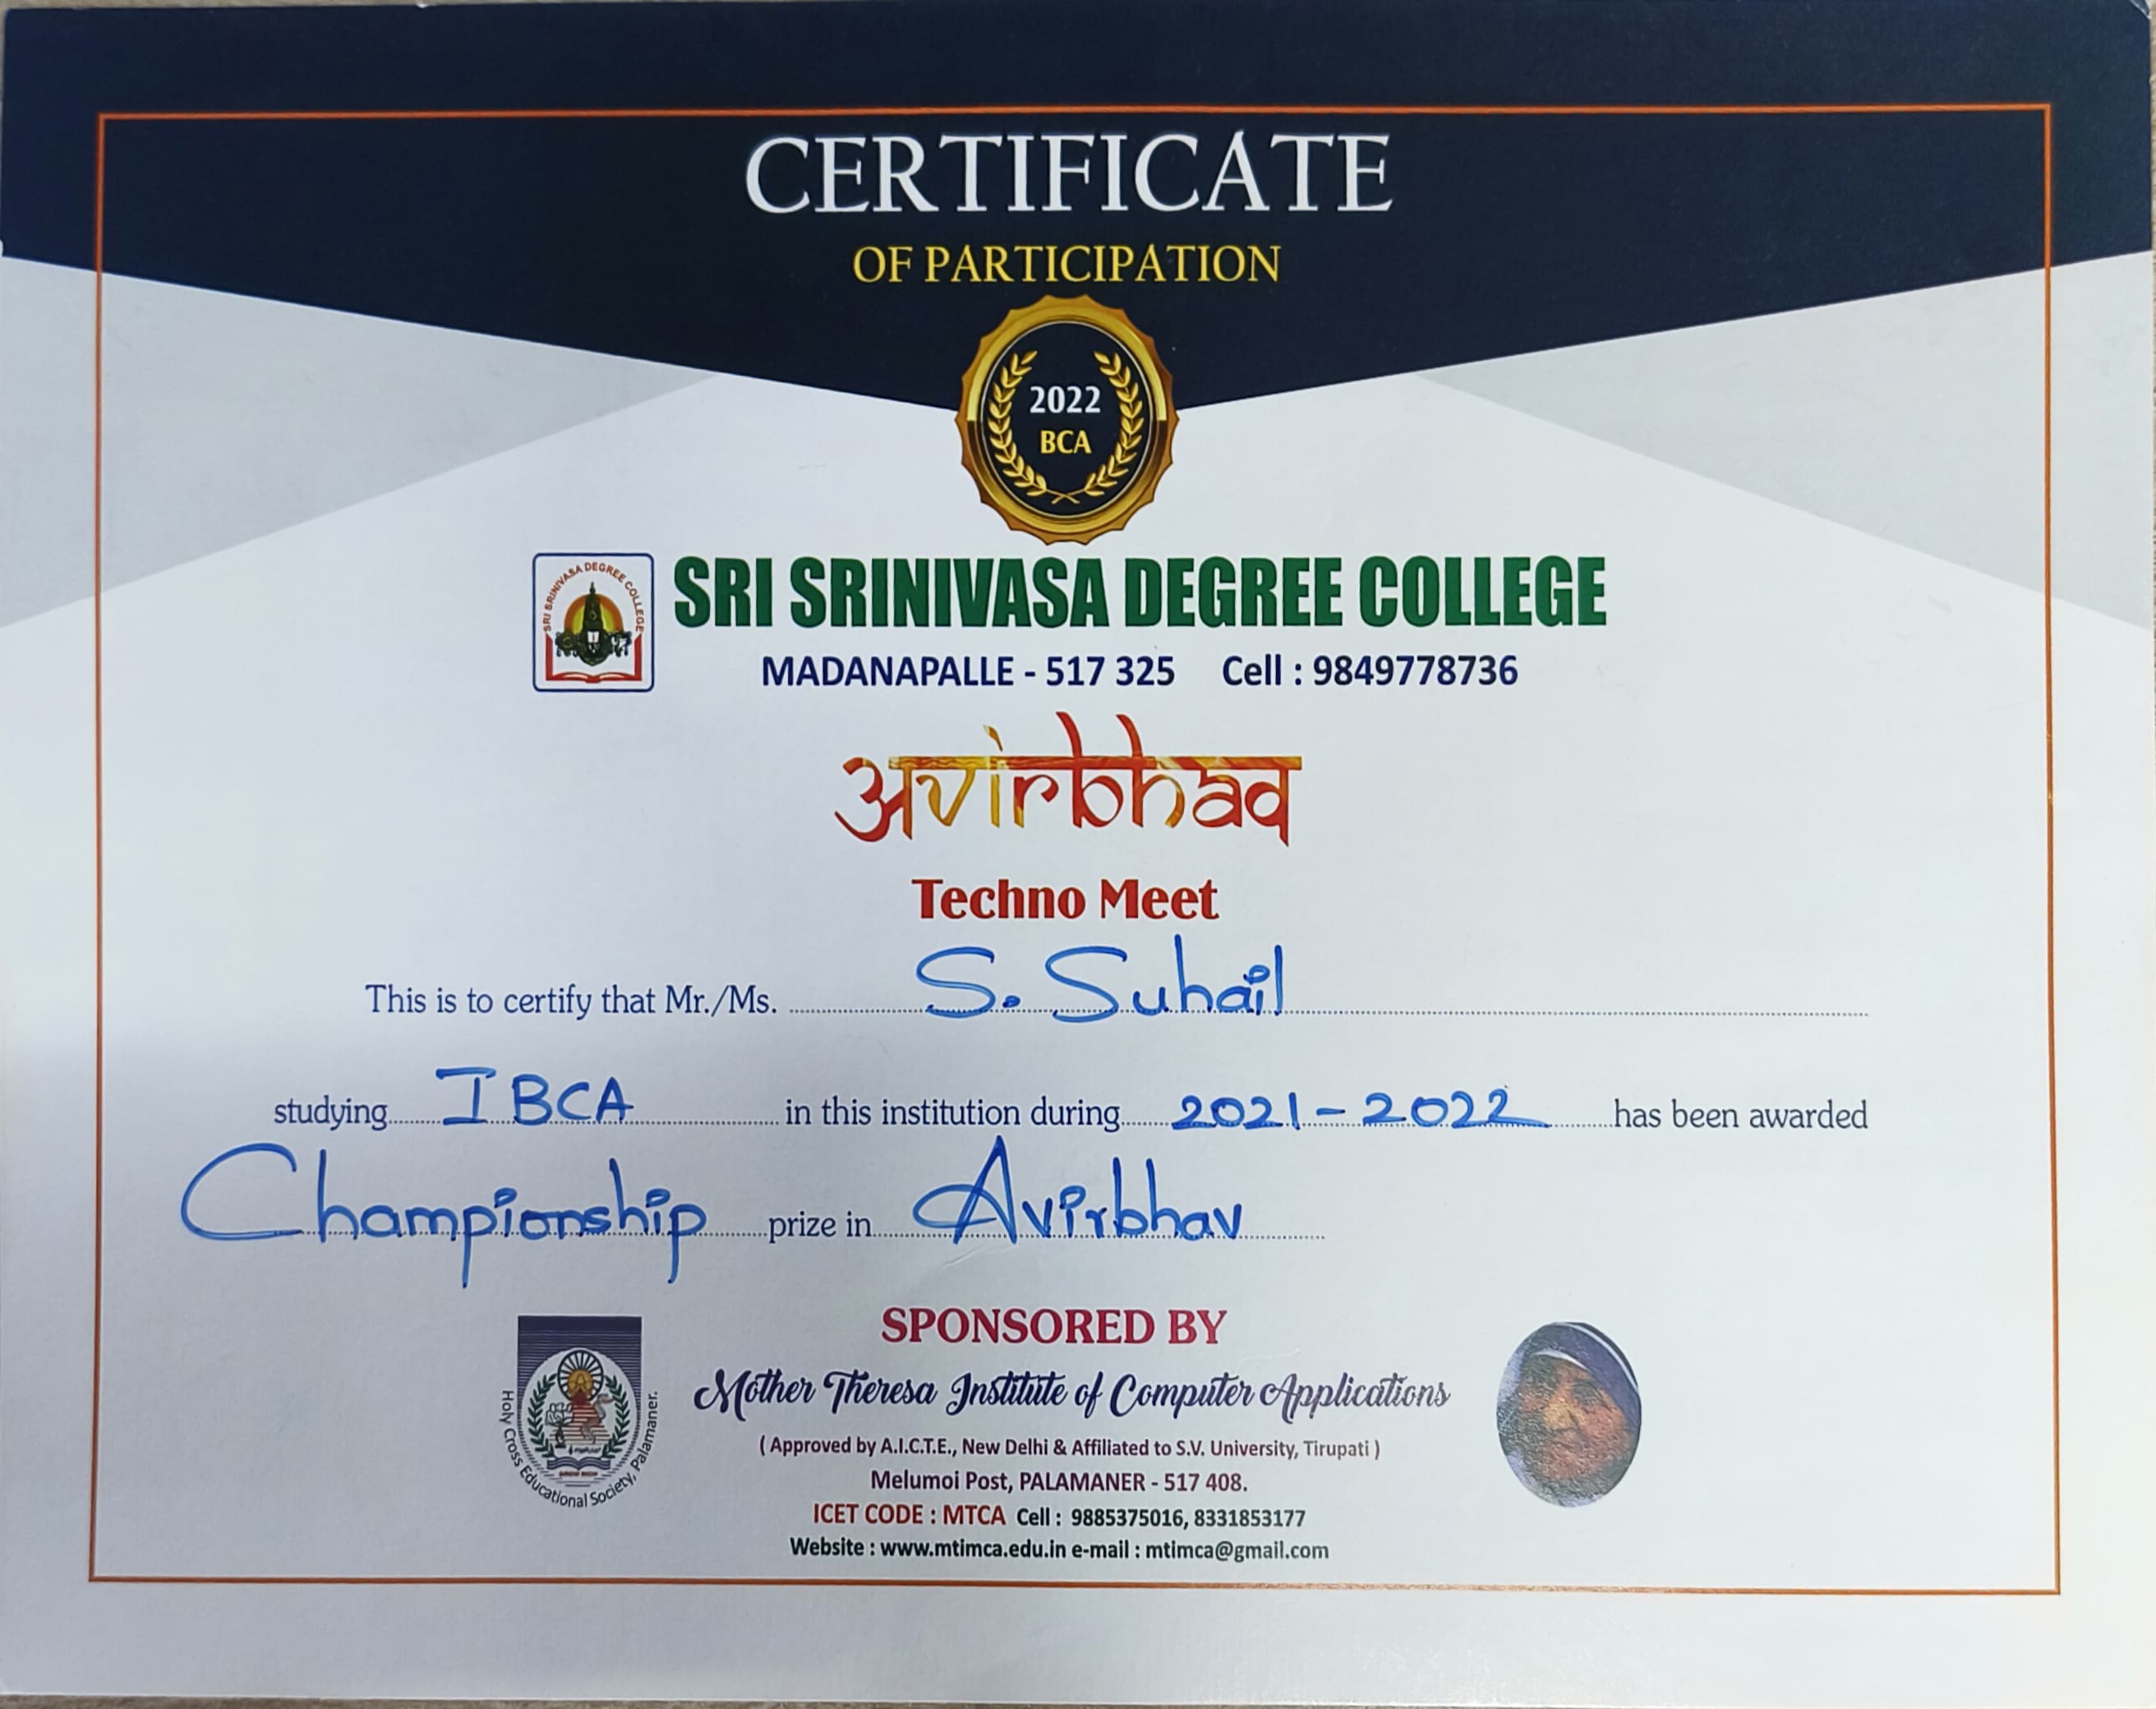 CERTIFICATE
OF PARTICIPATION
2022
BCA
SRI SRINIVASA DEGREE COLLEGE
SRI SRINIVASA DEGREE COLLEGE
MADANAPALLE - 517 325 Cell : 9849778736
अvirbhav
Techno Meet
This is to certify that Mr./Ms. S. Suhail
studying I BCA in this institution during 2021-2022 has been awarded
Championship prize in Avirbhav
SPONSORED BY
Mother Theresa Institute of Computer Applications
( Approved by A.I.C.T.E., New Delhi & Affiliated to S.V. University, Tirupati )
Melumoi Post, PALAMANER - 517 408.
ICET CODE : MTCA Cell : 9885375016, 8331853177
Website : www.mtimca.edu.in e-mail : mtimca@gmail.com
Holy Cross Educational Society, Palamaner.